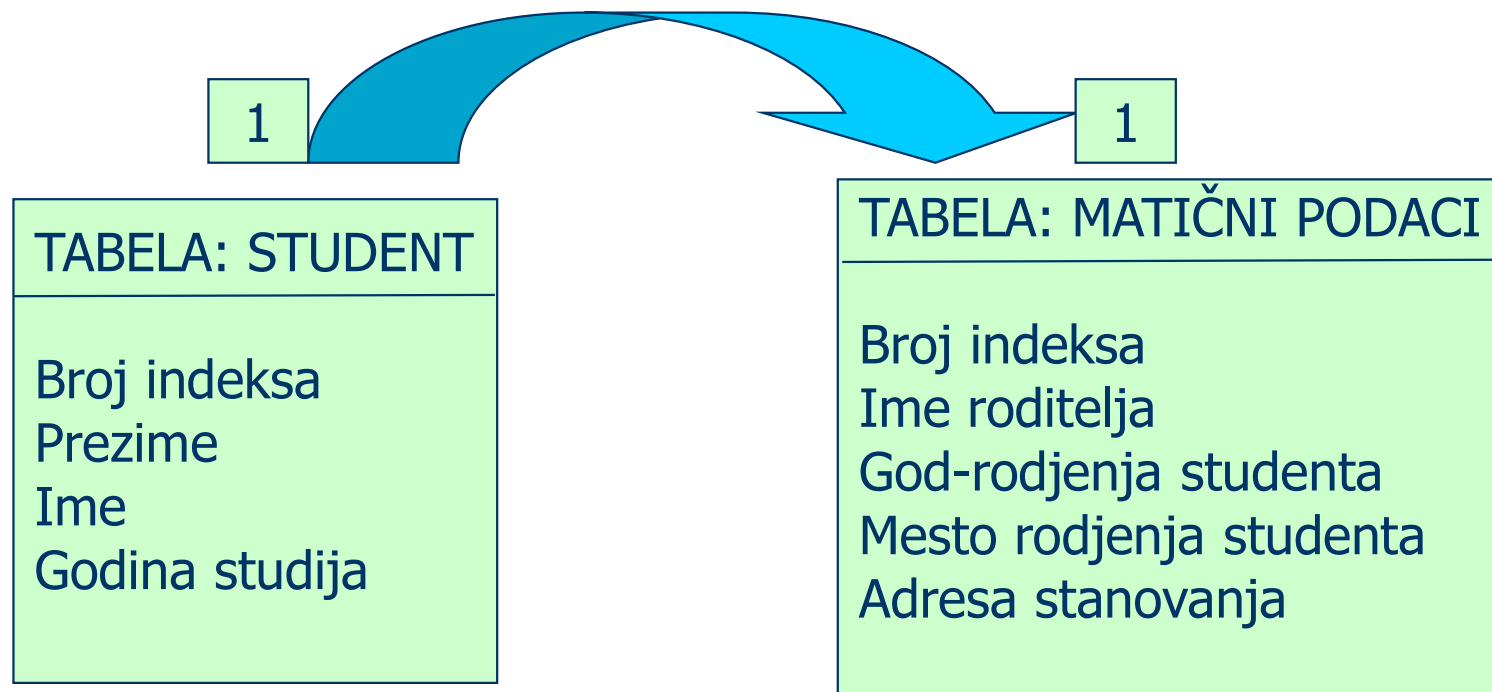 1
1
TABELA: STUDENT
Broj indeksa
Prezime
Ime
Godina studija
TABELA: MATIČNI PODACI
Broj indeksa
Ime roditelja
God-rodjenja studenta
Mesto rodjenja studenta
Adresa stanovanja